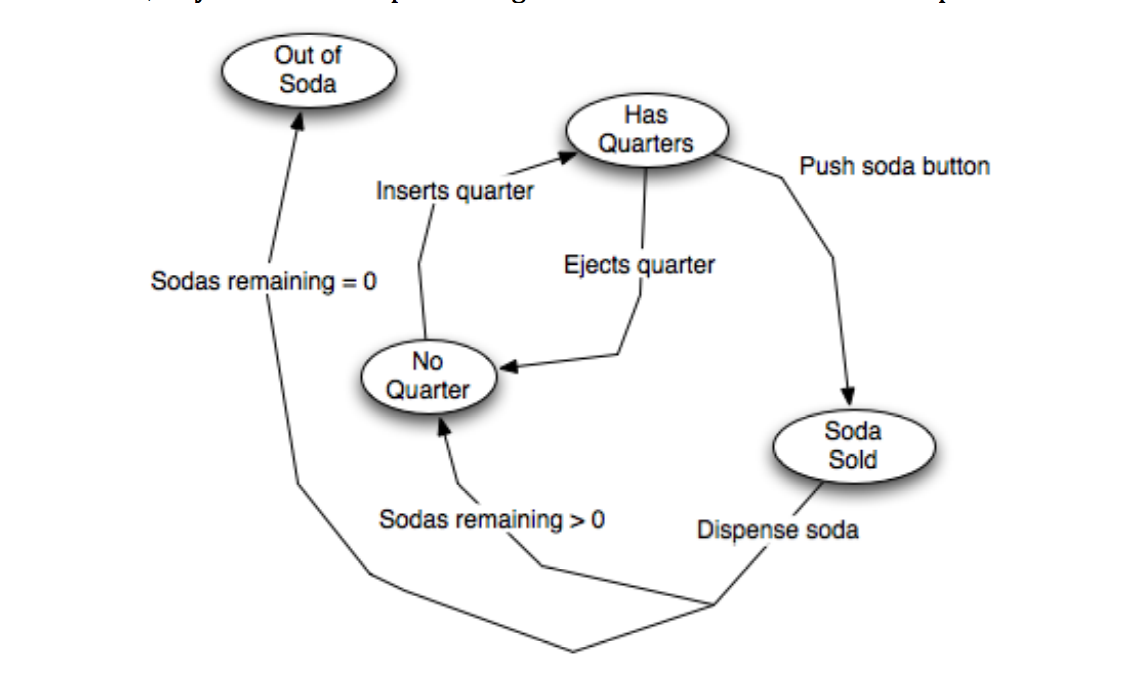 Out of
Soda
Has
Quarters
Push soda button
Inserts quarter
Ejects quarter
Sodas remaining = 0
No
Quarter
Soda
Sold
Sodas remaining > 0
Dispense soda